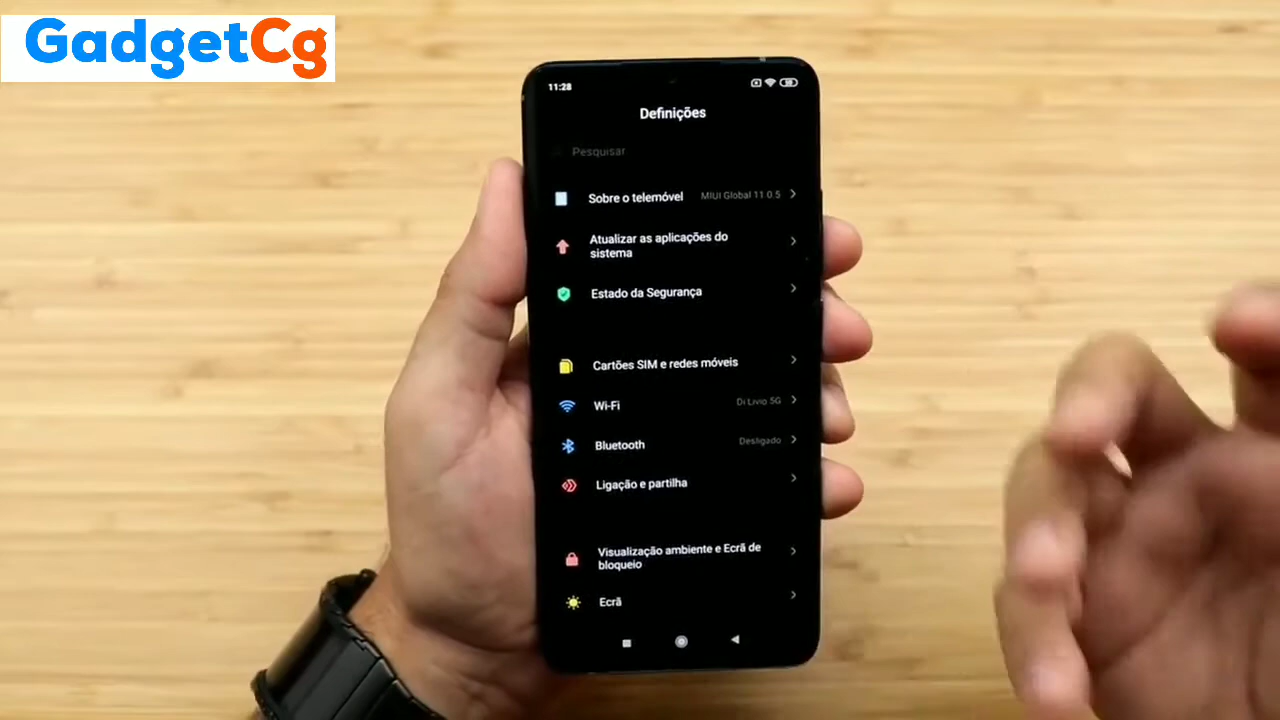 GadgetCg
11:28
Definições
Pesquisar
Sobre o telemóvel MIUI Global 11 0.5
Atualizar as aplicações do
sistema
Estado da Segurança
Cartões SIM e redes móveis
Wi-Fi Di Livio 5G
Bluetooth Desligado
Ligação e partilha
Visualização ambiente e Ecrã de
bloqueio
Ecrã